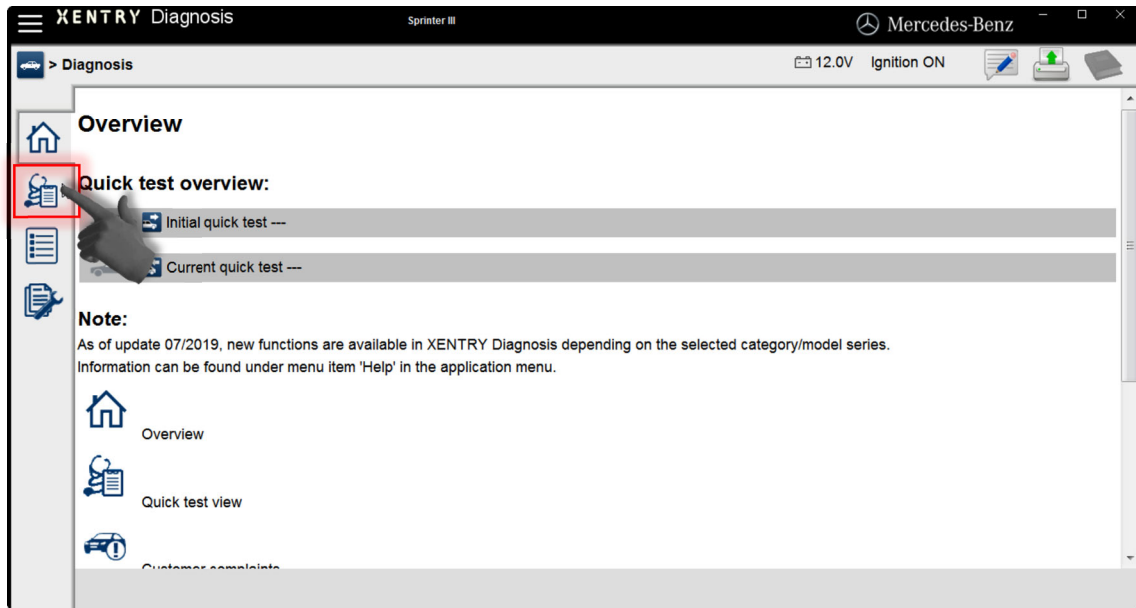 XENTRY Diagnosis
Sprinter III
Mercedes-Benz
> Diagnosis
12.0V
Ignition ON
Overview
Quick test overview:
Initial quick test ---
Current quick test ---
Note:
As of update 07/2019, new functions are available in XENTRY Diagnosis depending on the selected category/model series.
Information can be found under menu item 'Help' in the application menu.
Overview
Quick test view
Customer complaints